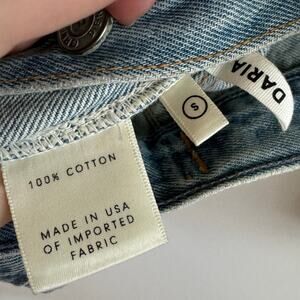 DARIA
S
100% COTTON
MADE IN USA
OF IMPORTED
FABRIC